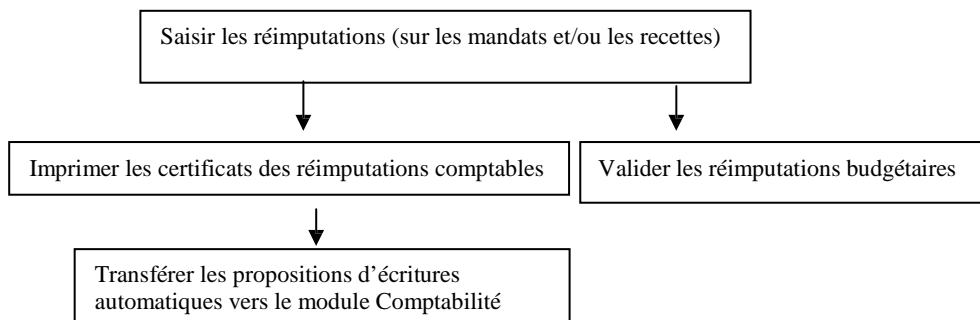 Saisir les réimputations (sur les mandats et/ou les recettes)
Imprimer les certificats des réimputations comptables
Valider les réimputations budgétaires
Transférer les propositions d’écritures
automatiques vers le module Comptabilité